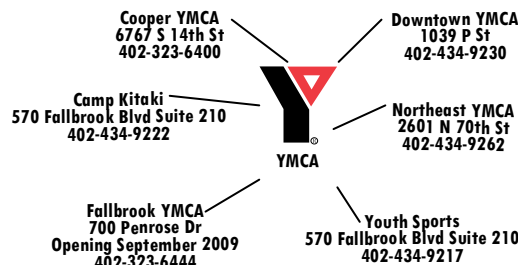 Cooper YMCA
6767 S 14th St
402-323-6400
Downtown YMCA
1039 P St
402-434-9230
Camp Kitaki
570 Fallbrook Blvd Suite 210
402-434-9222
Northeast YMCA
2601 N 70th St
402-434-9262
®
YMCA
Fallbrook YMCA
700 Penrose Dr
Opening September 2009
402-323-6444
Youth Sports
570 Fallbrook Blvd Suite 210
402-434-9217